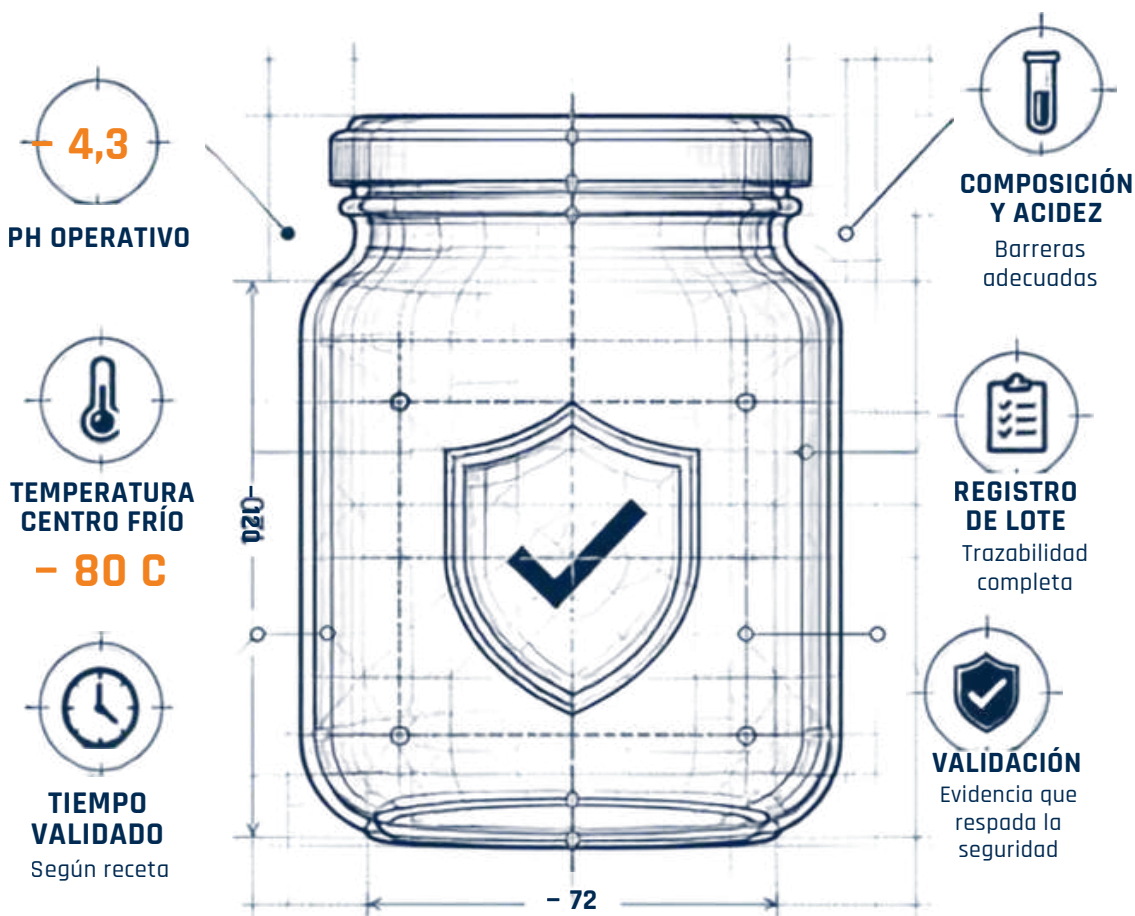 – 4,3
PH OPERATIVO
TEMPERATURA
CENTRO FRÍO
– 80 C
TIEMPO
VALIDADO
Según receta
– 120
– 72
COMPOSICIÓN
Y ACIDEZ
Barreras
adecuadas
REGISTRO
DE LOTE
Trazabilidad
completa
VALIDACIÓN
Evidencia que
respada la
seguridad